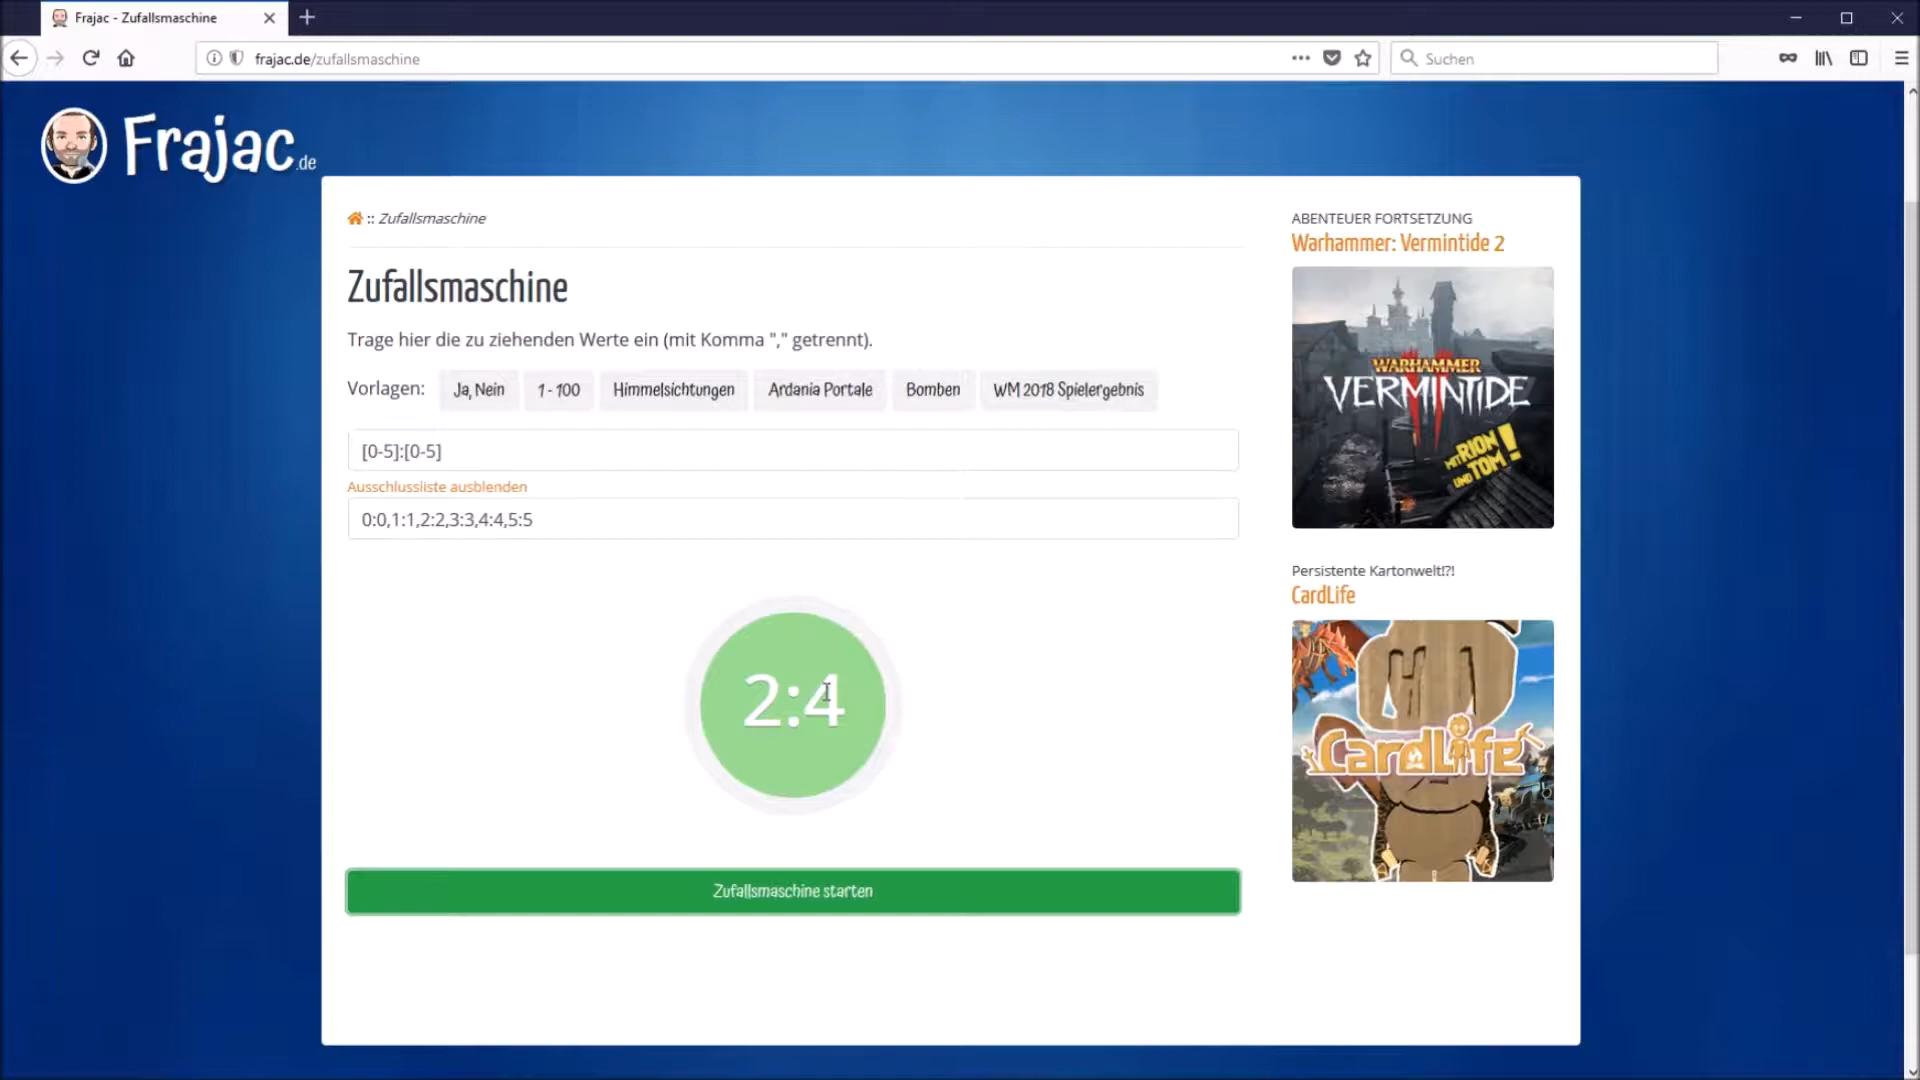 Frajac - Zufallsmaschine
frajac.de/zufallsmaschine
Suchen
Frajac.de
:: Zufallsmaschine
Zufallsmaschine
Trage hier die zu ziehenden Werte ein (mit Komma "," getrennt).
Vorlagen: Ja, Nein 1 - 100 Himmelsichtungen Ardania Portale Bomben WM 2018 Spielergebnis
[0-5]:[0-5]
Ausschlussliste ausblenden
0:0,1:1,2:2,3:3,4:4,5:5
2:4
Zufallsmaschine starten
ABENTEUER FORTSETZUNG
Warhammer: Vermintide 2
WARHAMMER
VERMINTIDE
II
MIT RION
UND TOM!
Persistente Kartonwelt!?!
CardLife
CardLife